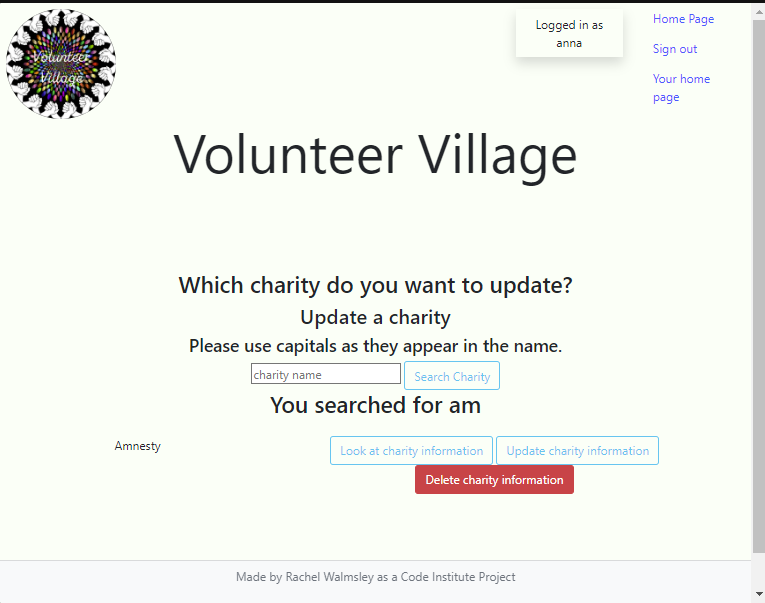 Volunteer
Village
Logged in as
anna
Home Page
Sign out
Your home
page
Volunteer Village
Which charity do you want to update?
Update a charity
Please use capitals as they appear in the name.
charity name
Search Charity
You searched for am
Amnesty
Look at charity information
Update charity information
Delete charity information
Made by Rachel Walmsley as a Code Institute Project